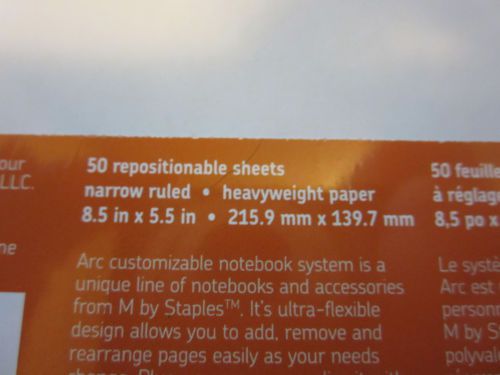 our
LLC.
ne
50 repositionable sheets
narrow ruled • heavyweight paper
8.5 in x 5.5 in • 215.9 mm x 139.7 mm
Arc customizable notebook system is a
unique line of notebooks and accessories
from M by Staples™. It's ultra-flexible
design allows you to add, remove and
rearrange pages easily as your needs
50 feuille
à réglag
8,5 po x
Le systè
Arc est
personn
M by S
polyval